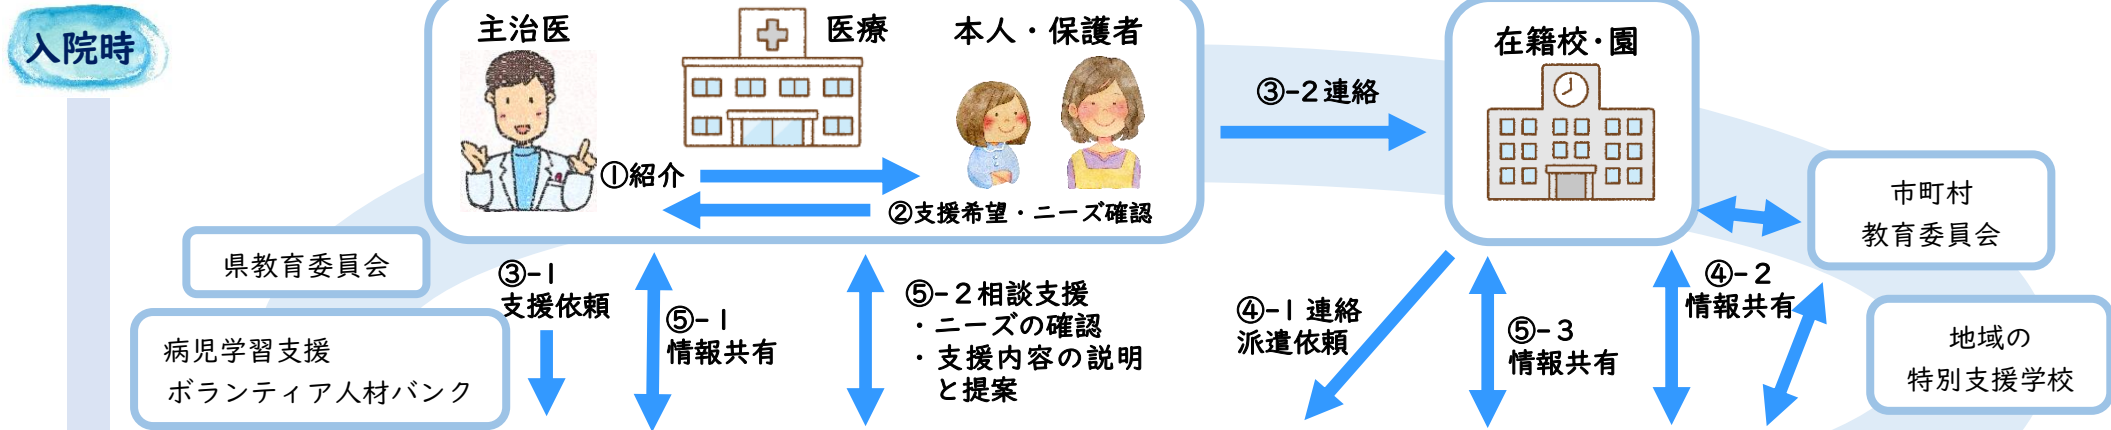 入院時
主治医
医療
本人・保護者
①紹介
②支援希望・ニーズ確認
③-2連絡
在籍校・園
市町村
教育委員会
県教育委員会
病児学習支援
ボランティア人材バンク
③-1
支援依頼
⑤-1
情報共有
⑤-2相談支援
・ニーズの確認
・支援内容の説明
と提案
④-1 連絡
派遣依頼
⑤-3
情報共有
④-2
情報共有
地域の
特別支援学校